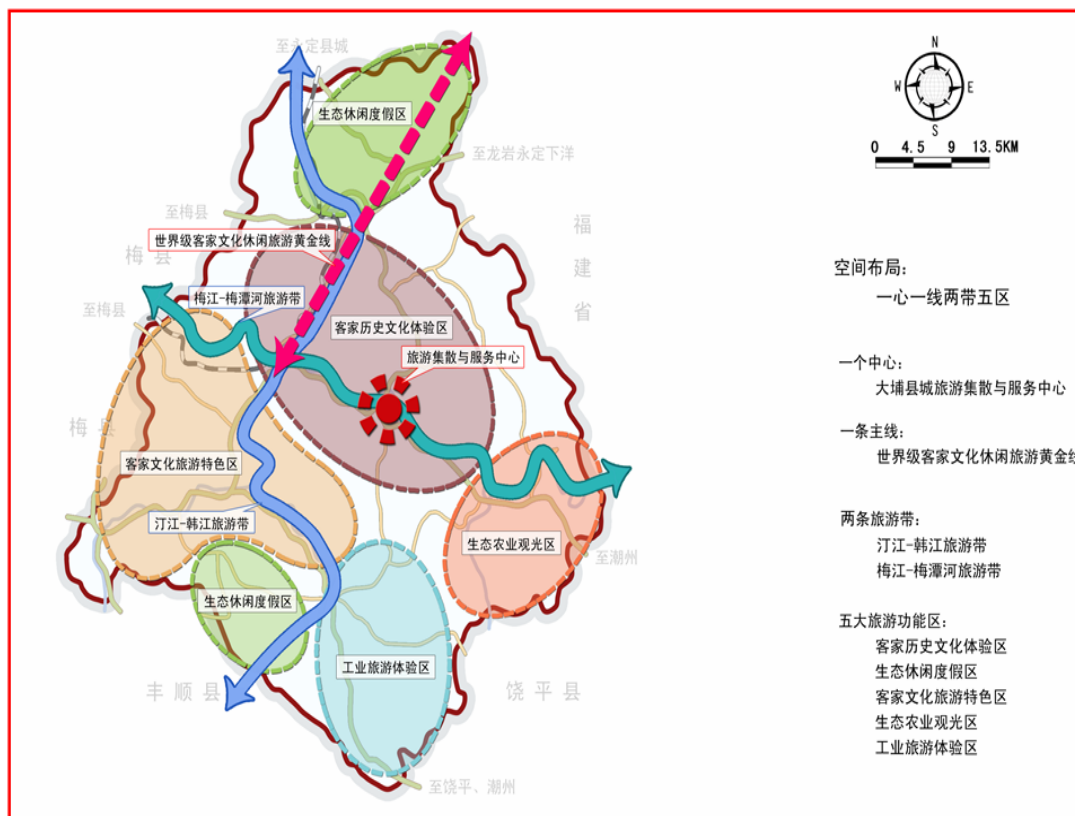 至永定县城
N
W
E
S
生态休闲度假区
0 4.5 9 13.5KM
至龙岩永定下洋
至梅县
福建省
世界级客家文化休闲旅游黄金线
梅县
空间布局：
一心一线两带五区
梅江-梅潭河旅游带
至梅县
客家历史文化体验区
旅游集散与服务中心
一个中心：
大埔县城旅游集散与服务中心
梅县
一条主线：
世界级客家文化休闲旅游黄金线
客家文化旅游特色区
汀江-韩江旅游带
两条旅游带：
汀江-韩江旅游带
梅江-梅潭河旅游带
生态农业观光区
至潮州
生态休闲度假区
五大旅游功能区：
客家历史文化体验区
生态休闲度假区
客家文化旅游特色区
生态农业观光区
工业旅游体验区
工业旅游体验区
丰顺县
饶平县
至饶平、潮州